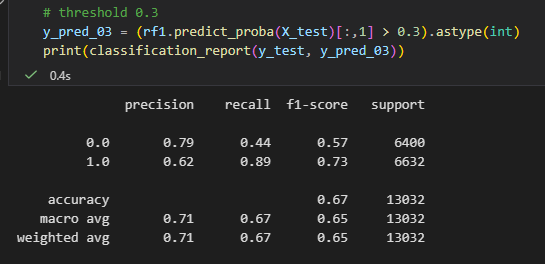 # threshold 0.3
y_pred_03 = (rf1.predict_proba(X_test)[:,1] > 0.3).astype(int)
print(classification_report(y_test, y_pred_03))
0.4s
precision recall f1-score support
0.0 0.79 0.44 0.57 6400
1.0 0.62 0.89 0.73 6632
accuracy 0.67 13032
macro avg 0.71 0.67 0.65 13032
weighted avg 0.71 0.67 0.65 13032